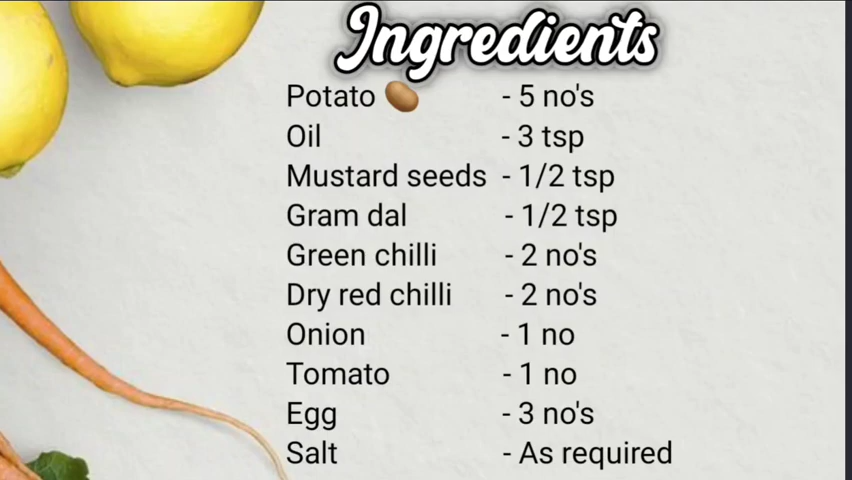 Ingredients
Potato 🥔 - 5 no's
Oil - 3 tsp
Mustard seeds - 1/2 tsp
Gram dal - 1/2 tsp
Green chilli - 2 no's
Dry red chilli - 2 no's
Onion - 1 no
Tomato - 1 no
Egg - 3 no's
Salt - As required